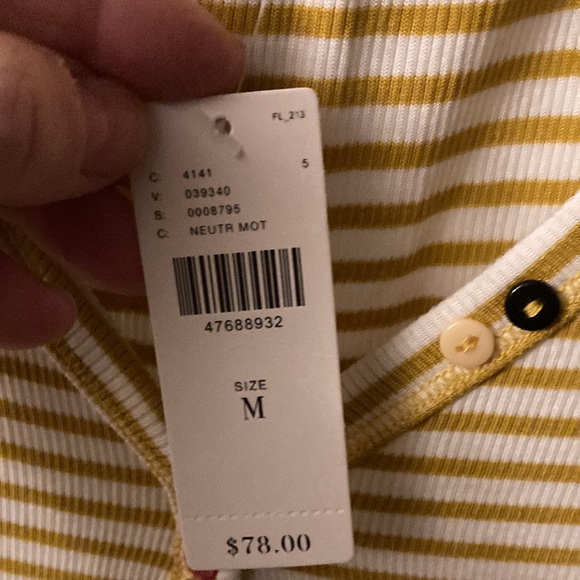 FL_213
5
C: 4141
V: 039340
S: 0008795
C: NEUTR MOT
47688932
SIZE
M
$78.00